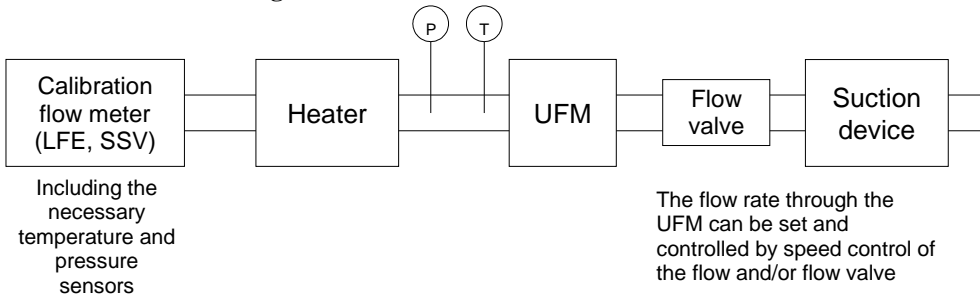 P
T
Calibration
flow meter
(LFE, SSV)
Heater
UFM
Flow
valve
Suction
device
Including the
necessary
temperature and
pressure
sensors
The flow rate through the
UFM can be set and
controlled by speed control of
the flow and/or flow valve